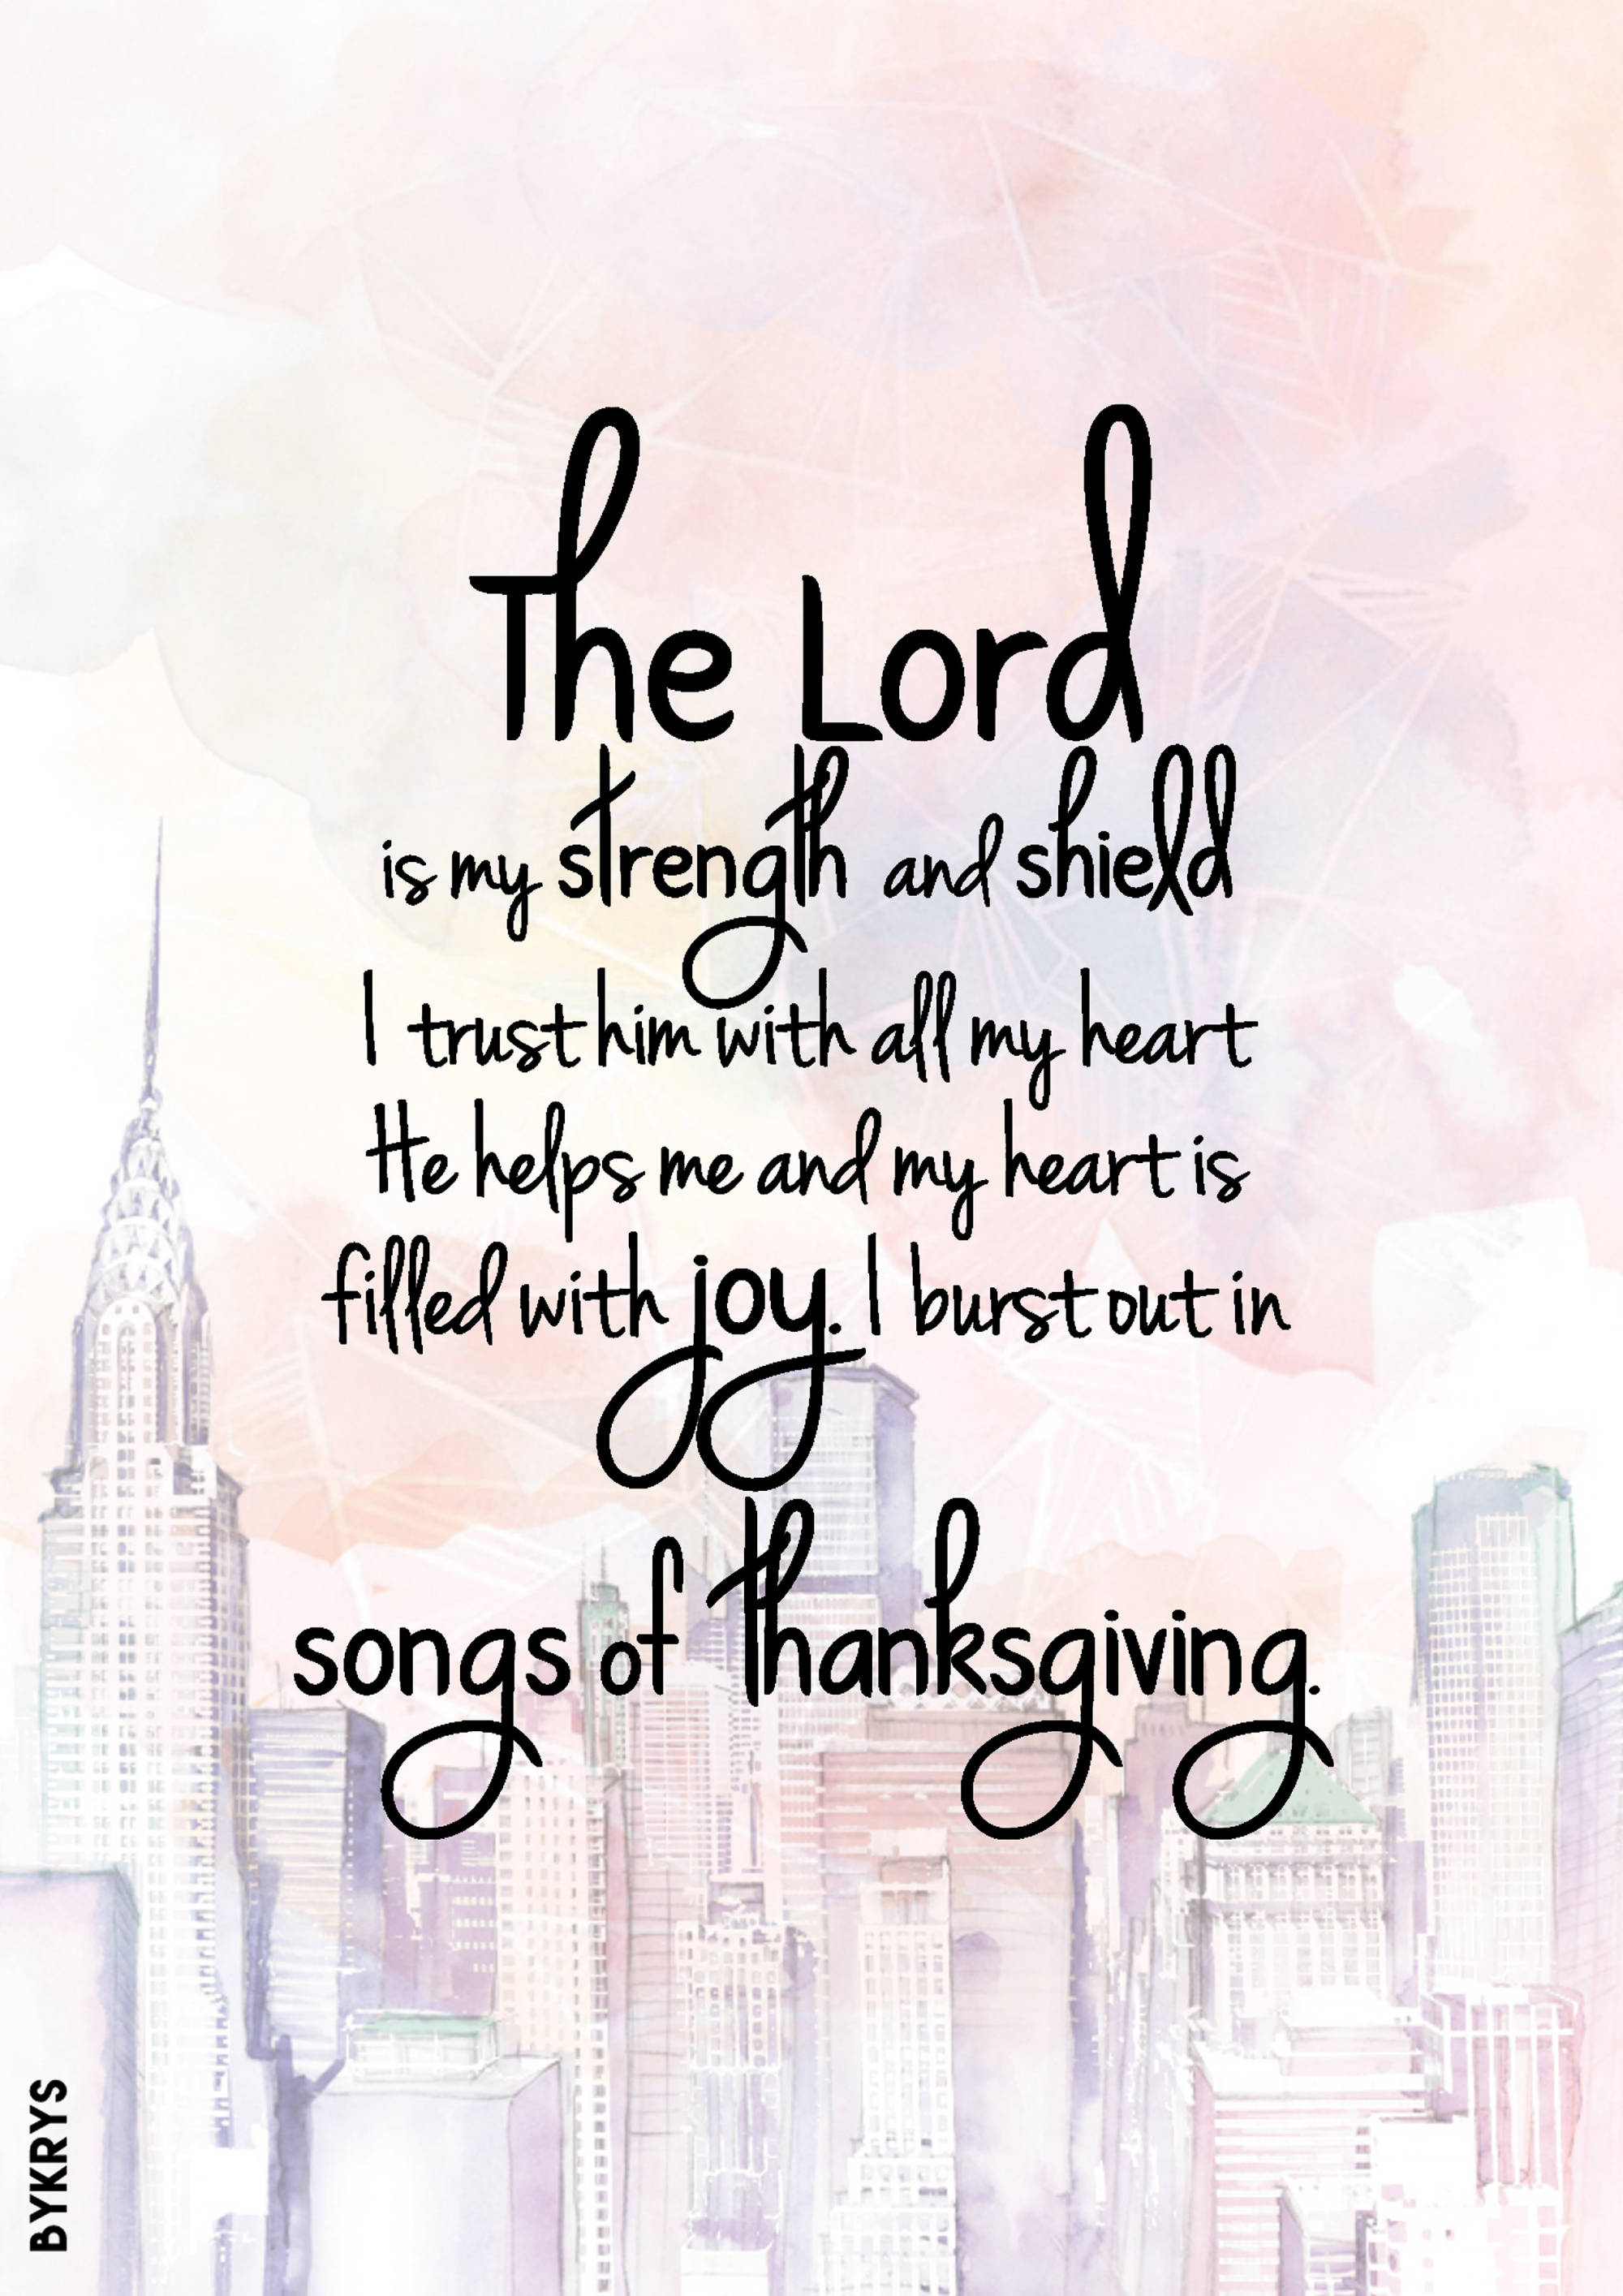 The Lord
is my strength and shield
I trust him with all my heart
He helps me and my heart is
filled with joy. I burst out in
songs of thanksgiving.
BYKRYS